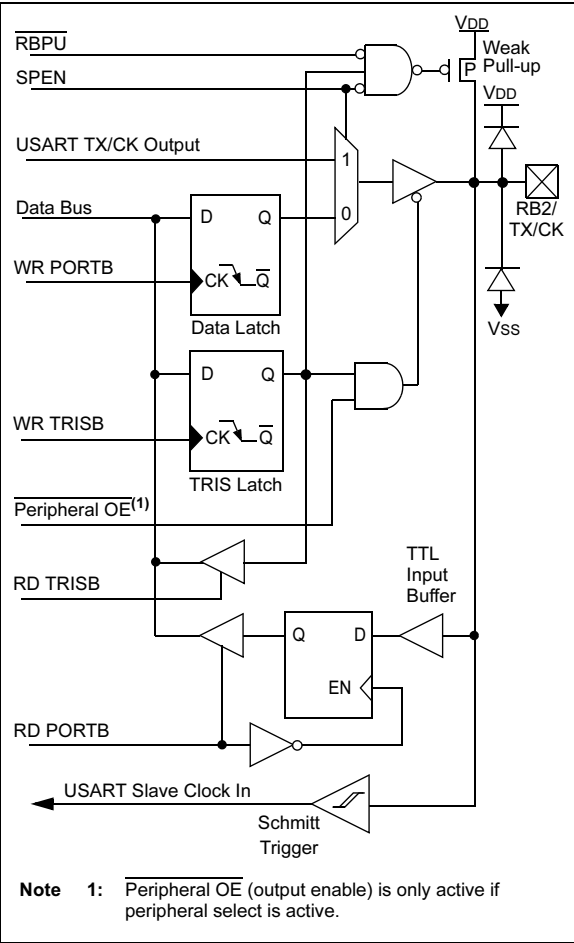 VDD
RBPU
Weak
Pull-up
P
SPEN
VDD
USART TX/CK Output
1
Data Bus
D Q
0
RB2/
TX/CK
WR PORTB
CK Q
Data Latch
VSS
D Q
WR TRISB
CK Q
TRIS Latch
Peripheral OE(1)
RD TRISB
TTL
Input
Buffer
Q D
EN
RD PORTB
USART Slave Clock In
Schmitt
Trigger
Note 1: Peripheral OE (output enable) is only active if
peripheral select is active.